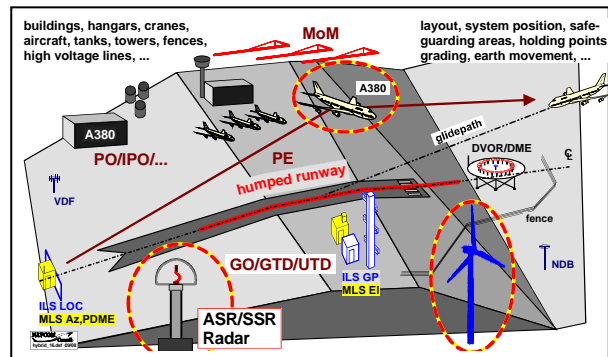 buildings, hangars, cranes,
aircraft, tanks, towers, fences,
high voltage lines, ...
MoM
layout, system position, safe-
guarding areas, holding points
grading, earth movement, ...
A380
A380
glidepath
PO/IPO/...
PE
DVOR/DME
humped runway
VDF
fence
GO/GTD/UTD
ILS GP
MLS El
NDB
ILS LOC
MLS Az,PDME
ASR/SSR
Radar